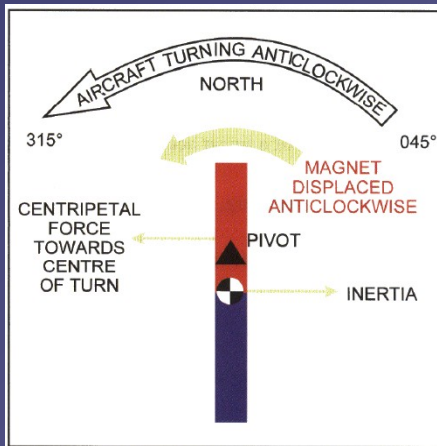 AIRCRAFT TURNING ANTICLOCKWISE
NORTH
315°
045°
MAGNET
DISPLACED
ANTICLOCKWISE
CENTRIPETAL
FORCE
TOWARDS
CENTRE
OF TURN
PIVOT
INERTIA